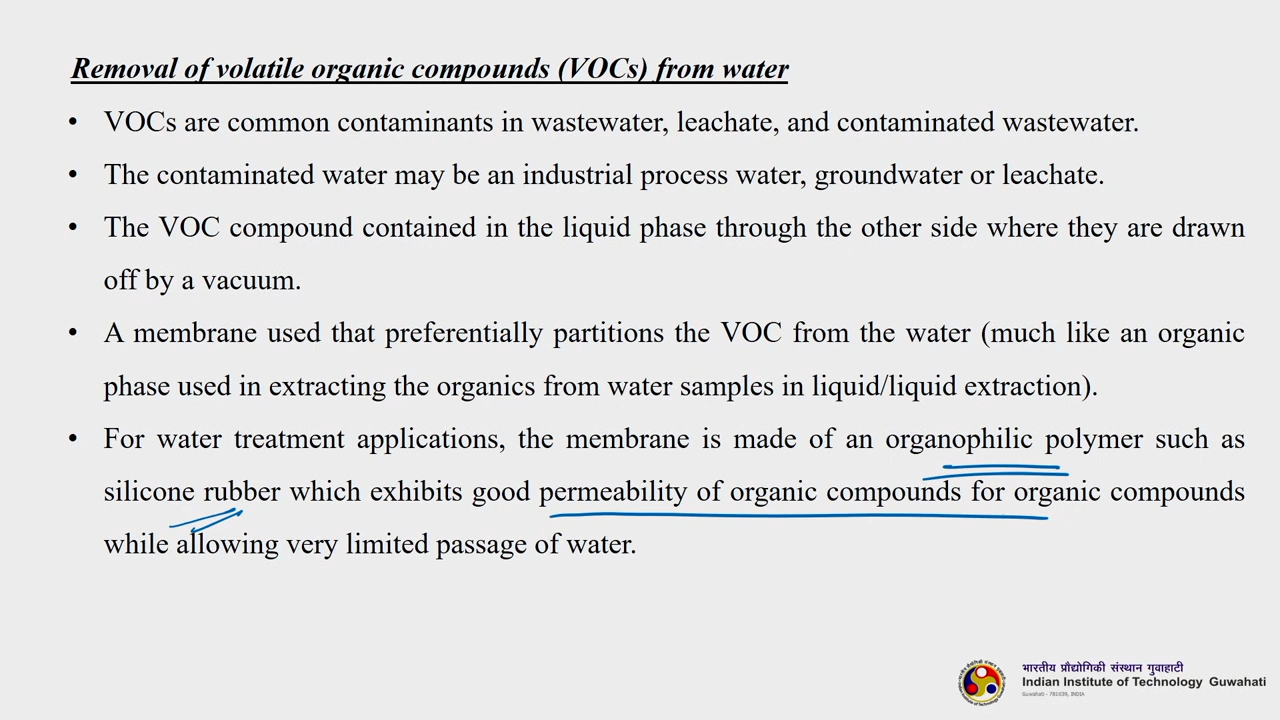 Removal of volatile organic compounds (VOCs) from water
• VOCs are common contaminants in wastewater, leachate, and contaminated wastewater.
• The contaminated water may be an industrial process water, groundwater or leachate.
• The VOC compound contained in the liquid phase through the other side where they are drawn
off by a vacuum.
• A membrane used that preferentially partitions the VOC from the water (much like an organic
phase used in extracting the organics from water samples in liquid/liquid extraction).
• For water treatment applications, the membrane is made of an organophilic polymer such as
silicone rubber which exhibits good permeability of organic compounds for organic compounds
while allowing very limited passage of water.
भारतीय प्रौद्योगिकी संस्थान गुवाहाटी
Indian Institute of Technology Guwahati
Guwahati - 781039, INDIA